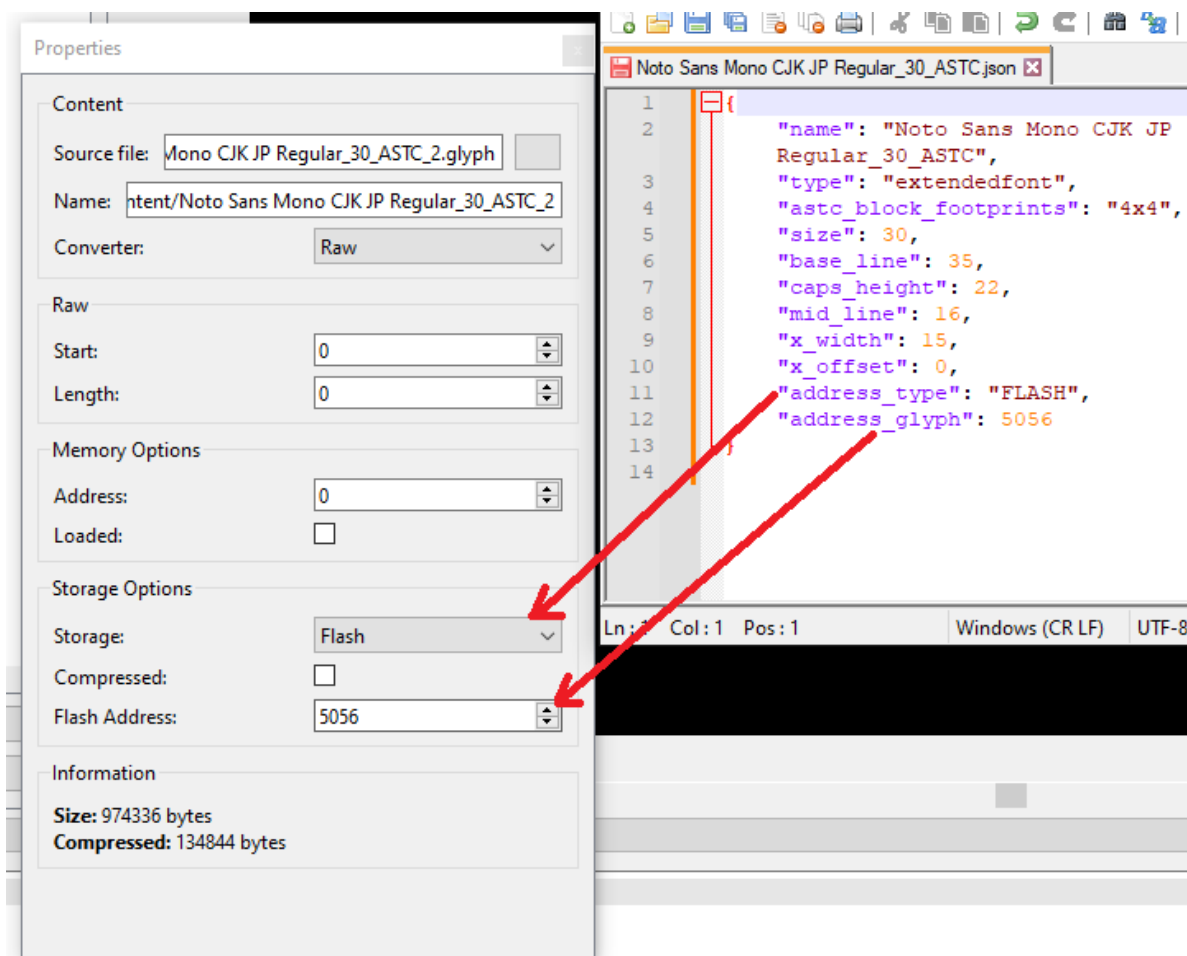 Properties
x
Content
Source file: Mono CJK JP Regular_30_ASTC_2.glyph
Name: ntent/Noto Sans Mono CJK JP Regular_30_ASTC_2
Converter: Raw
Raw
Start: 0
Length: 0
Memory Options
Address: 0
Loaded:
Storage Options
Storage: Flash
Compressed:
Flash Address: 5056
Information
Size: 974336 bytes
Compressed: 134844 bytes
Noto Sans Mono CJK JP Regular_30_ASTC.json
1 {
2 "name": "Noto Sans Mono CJK JP
Regular_30_ASTC",
3 "type": "extendedfont",
4 "astc_block_footprints": "4x4",
5 "size": 30,
6 "base_line": 35,
7 "caps_height": 22,
8 "mid_line": 16,
9 "x_width": 15,
10 "x_offset": 0,
11 "address_type": "FLASH",
12 "address_glyph": 5056
13 }
14
Ln : 1 Col : 1 Pos : 1 Windows (CR LF) UTF-8